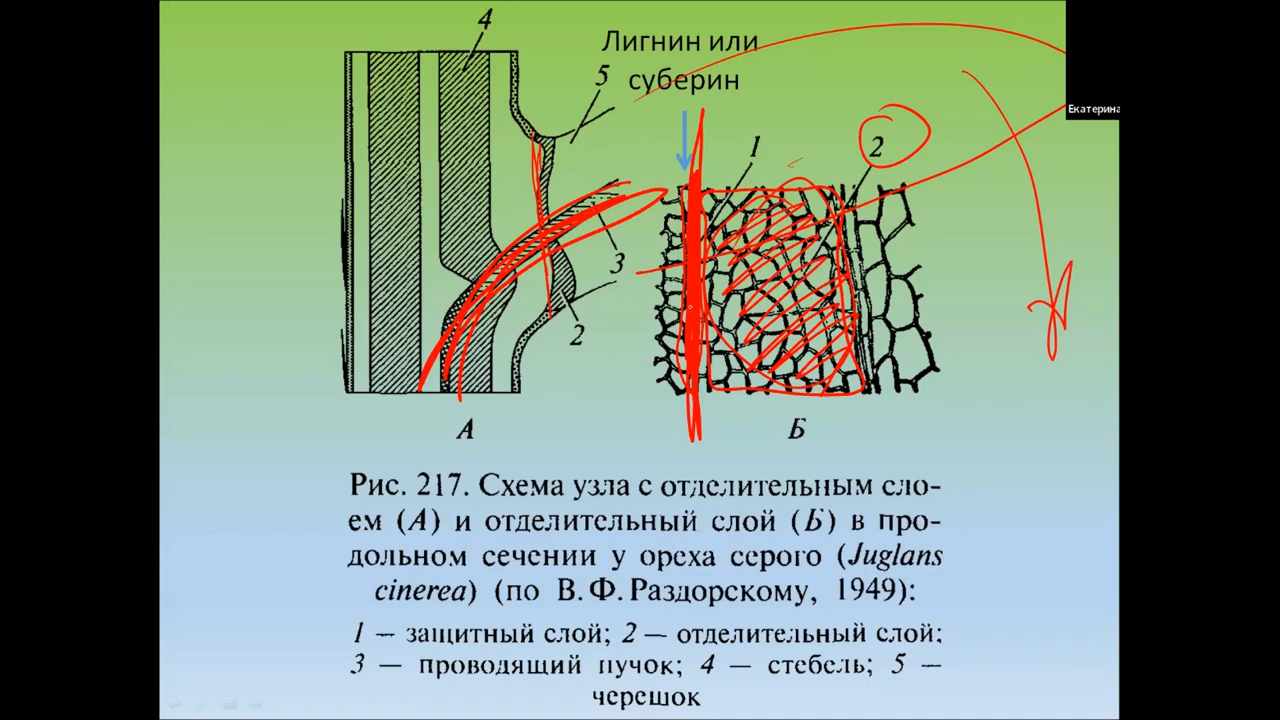 4
Лигнин или
5 суберин
Екатерина
1
2
3
2
А
Б
Рис. 217. Схема узла с отделительным сло-
ем (А) и отделительный слой (Б) в про-
дольном сечении у ореха серого (Juglans
cinerea) (по В. Ф. Раздорскому, 1949):
1 — защитный слой; 2 — отделительный слой;
3 — проводящий пучок; 4 — стебель; 5 —
черешок